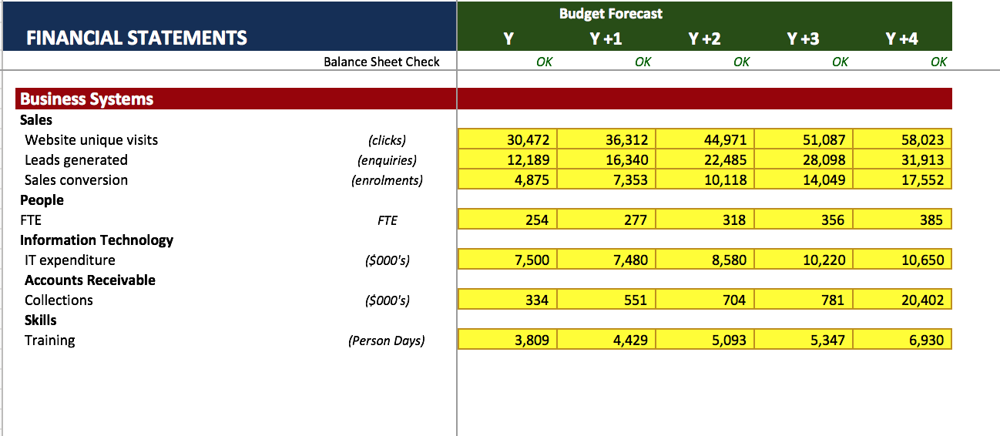 Budget Forecast
FINANCIAL STATEMENTS Y Y +1 Y +2 Y +3 Y +4
Balance Sheet Check OK OK OK OK OK
Business Systems
Sales
Website unique visits (clicks) 30,472 36,312 44,971 51,087 58,023
Leads generated (enquiries) 12,189 16,340 22,485 28,098 31,913
Sales conversion (enrolments) 4,875 7,353 10,118 14,049 17,552
People
FTE FTE 254 277 318 356 385
Information Technology
IT expenditure ($000's) 7,500 7,480 8,580 10,220 10,650
Accounts Receivable
Collections ($000's) 334 551 704 781 20,402
Skills
Training (Person Days) 3,809 4,429 5,093 5,347 6,930